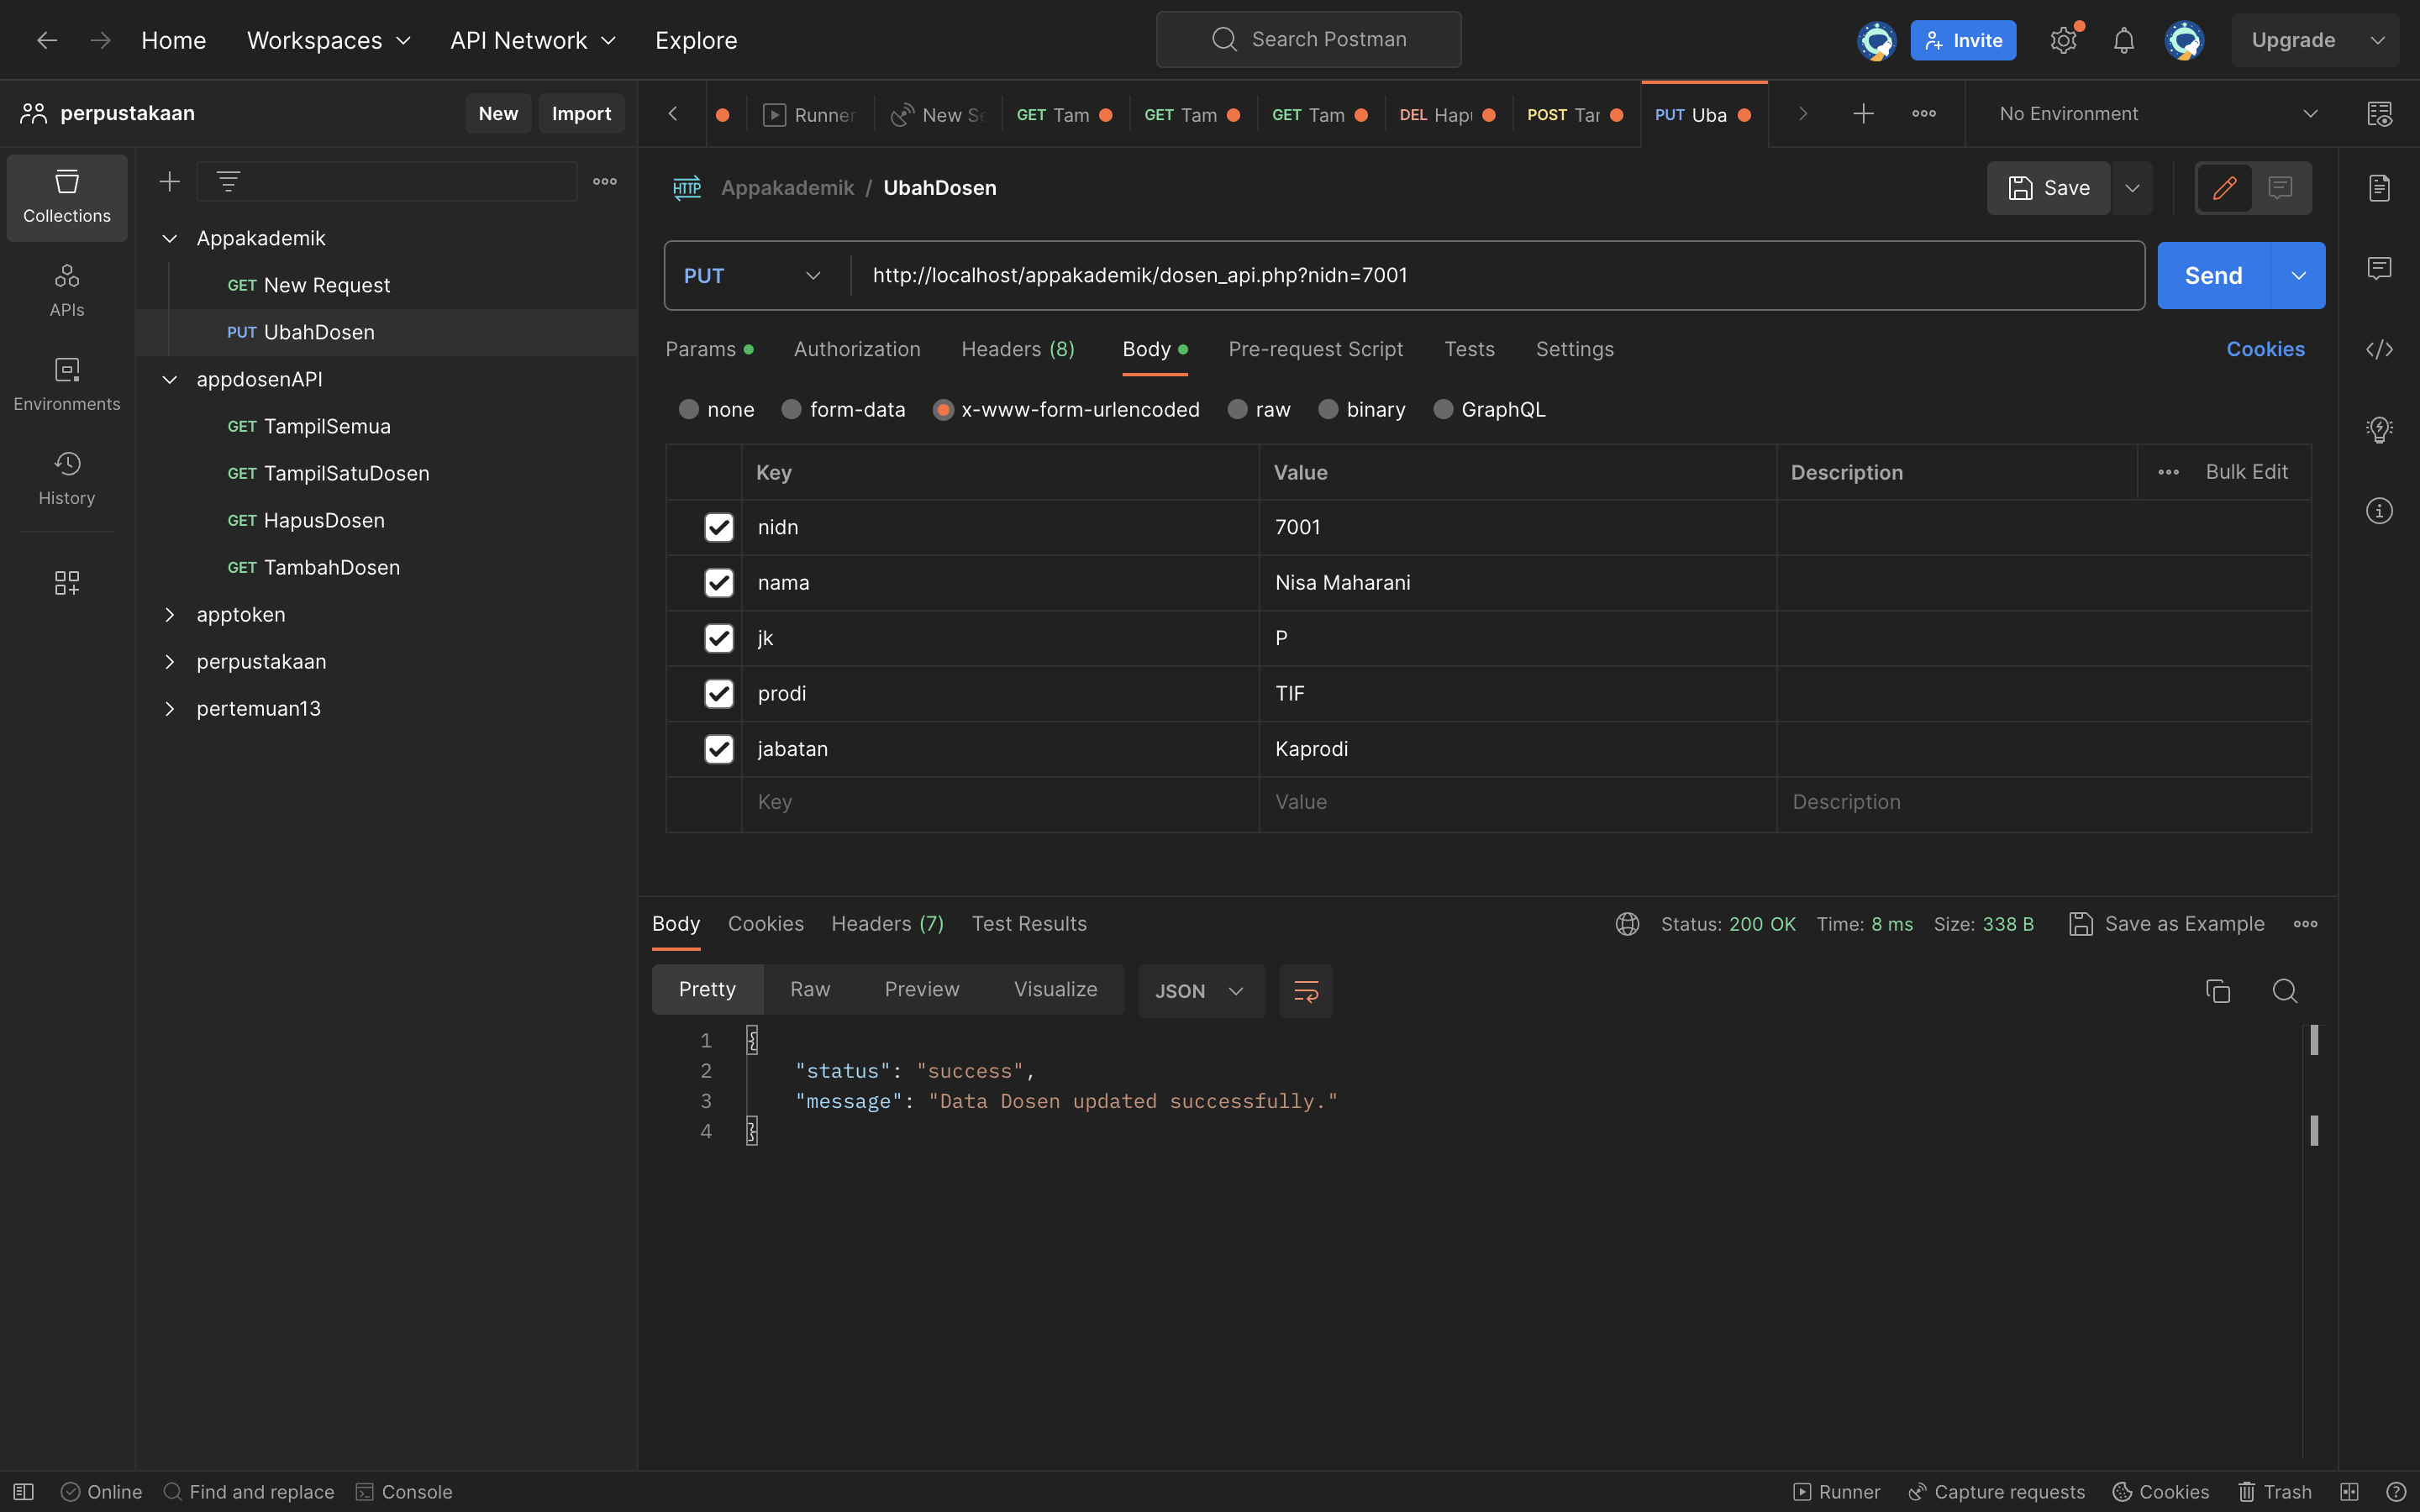 Home Workspaces API Network Explore Search Postman Invite Upgrade
perpustakaan New Import Runner New Se GET Tam GET Tam GET Tam DEL Hapu POST Tar PUT Uba No Environment
Collections
APIs
Environments
History
Appakademik
GET New Request
PUT UbahDosen
appdosenAPI
GET TampilSemua
GET TampilSatuDosen
GET HapusDosen
GET TambahDosen
apptoken
perpustakaan
pertemuan13
HTTP Appakademik / UbahDosen Save
PUT http://localhost/appakademik/dosen_api.php?nidn=7001 Send
Params Authorization Headers (8) Body Pre-request Script Tests Settings Cookies
none form-data x-www-form-urlencoded raw binary GraphQL
Key Value Description Bulk Edit
nidn 7001
nama Nisa Maharani
jk P
prodi TIF
jabatan Kaprodi
Key Value Description
Body Cookies Headers (7) Test Results Status: 200 OK Time: 8 ms Size: 338 B Save as Example
Pretty Raw Preview Visualize JSON
1 {
2 "status": "success",
3 "message": "Data Dosen updated successfully."
4 }
Online Find and replace Console Runner Capture requests Cookies Trash